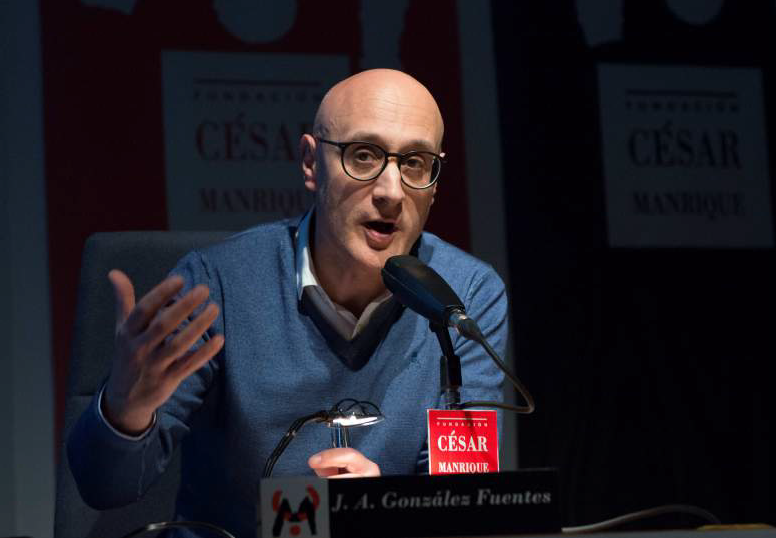 FUNDACIÓN
CÉSAR
MANRIQUE
FUNDACIÓN
CÉSAR
MANRIQUE
FUNDACIÓN
CÉSAR
MANRIQUE
J. A. González Fuentes